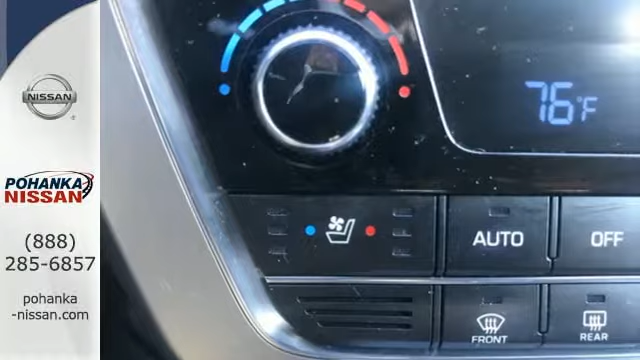 NISSAN
POHANKA
NISSAN
(888)
285-6857
pohanka
-nissan.com
76°F
AUTO
OFF
FRONT
REAR